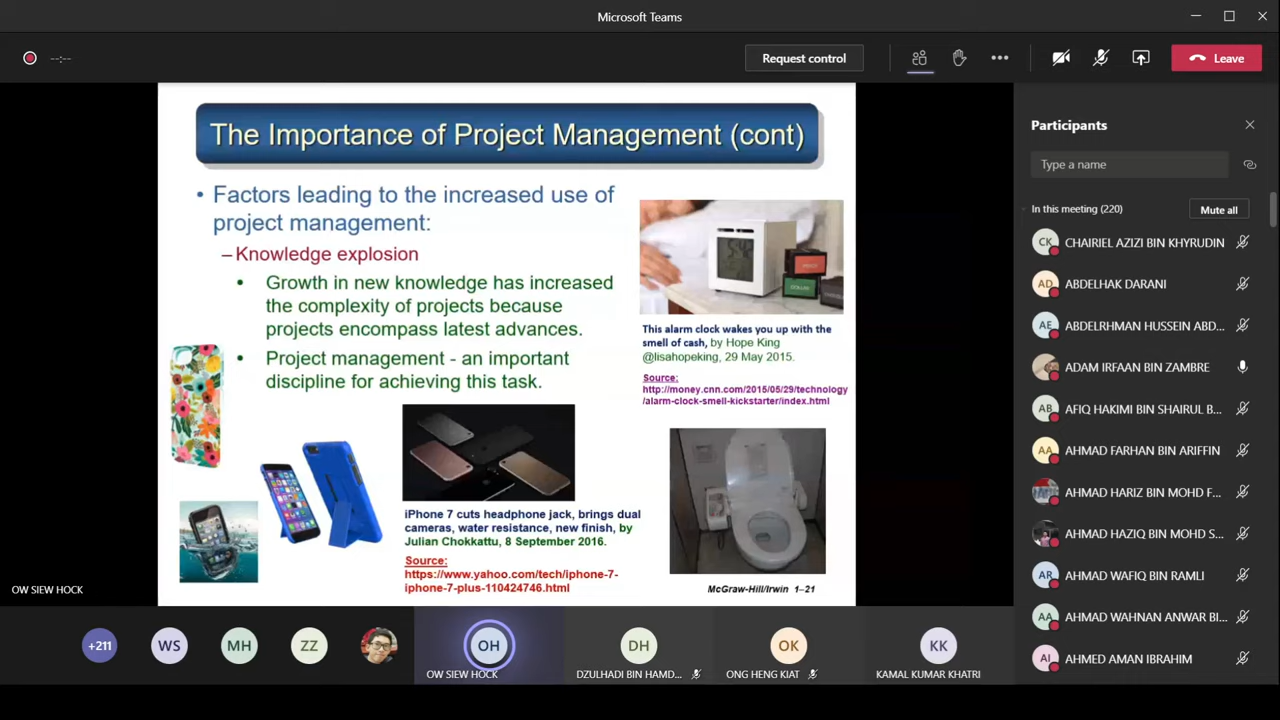 Microsoft Teams
--:--
Request control
Leave
The Importance of Project Management (cont)
• Factors leading to the increased use of
project management:
–Knowledge explosion
• Growth in new knowledge has increased
the complexity of projects because
projects encompass latest advances.
• Project management - an important
discipline for achieving this task.
This alarm clock wakes you up with the
smell of cash, by Hope King
@lisahopeking, 29 May 2015.
Source:
http://money.cnn.com/2015/05/29/technology
/alarm-clock-smell-kickstarter/index.html
iPhone 7 cuts headphone jack, brings dual
cameras, water resistance, new finish, by
Julian Chokkattu, 8 September 2016.
Source:
https://www.yahoo.com/tech/iphone-7-
iphone-7-plus-110424746.html
McGraw-Hill/Irwin 1–21
OW SIEW HOCK
Participants
Type a name
In this meeting (220)
Mute all
CK CHAIRIEL AZIZI BIN KHYRUDIN
AD ABDELHAK DARANI
AE ABDELRHMAN HUSSEIN ABD...
ADAM IRFAAN BIN ZAMBRE
AB AFIQ HAKIMI BIN SHAIRUL B...
AA AHMAD FARHAN BIN ARIFFIN
AHMAD HARIZ BIN MOHD F...
AHMAD HAZIQ BIN MOHD S...
AR AHMAD WAFIQ BIN RAMLI
AA AHMAD WAHNAN ANWAR BI...
AI AHMED AMAN IBRAHIM
+211
WS
MH
ZZ
OH
OW SIEW HOCK
DH
DZULHADI BIN HAMD...
OK
ONG HENG KIAT
KK
KAMAL KUMAR KHATRI